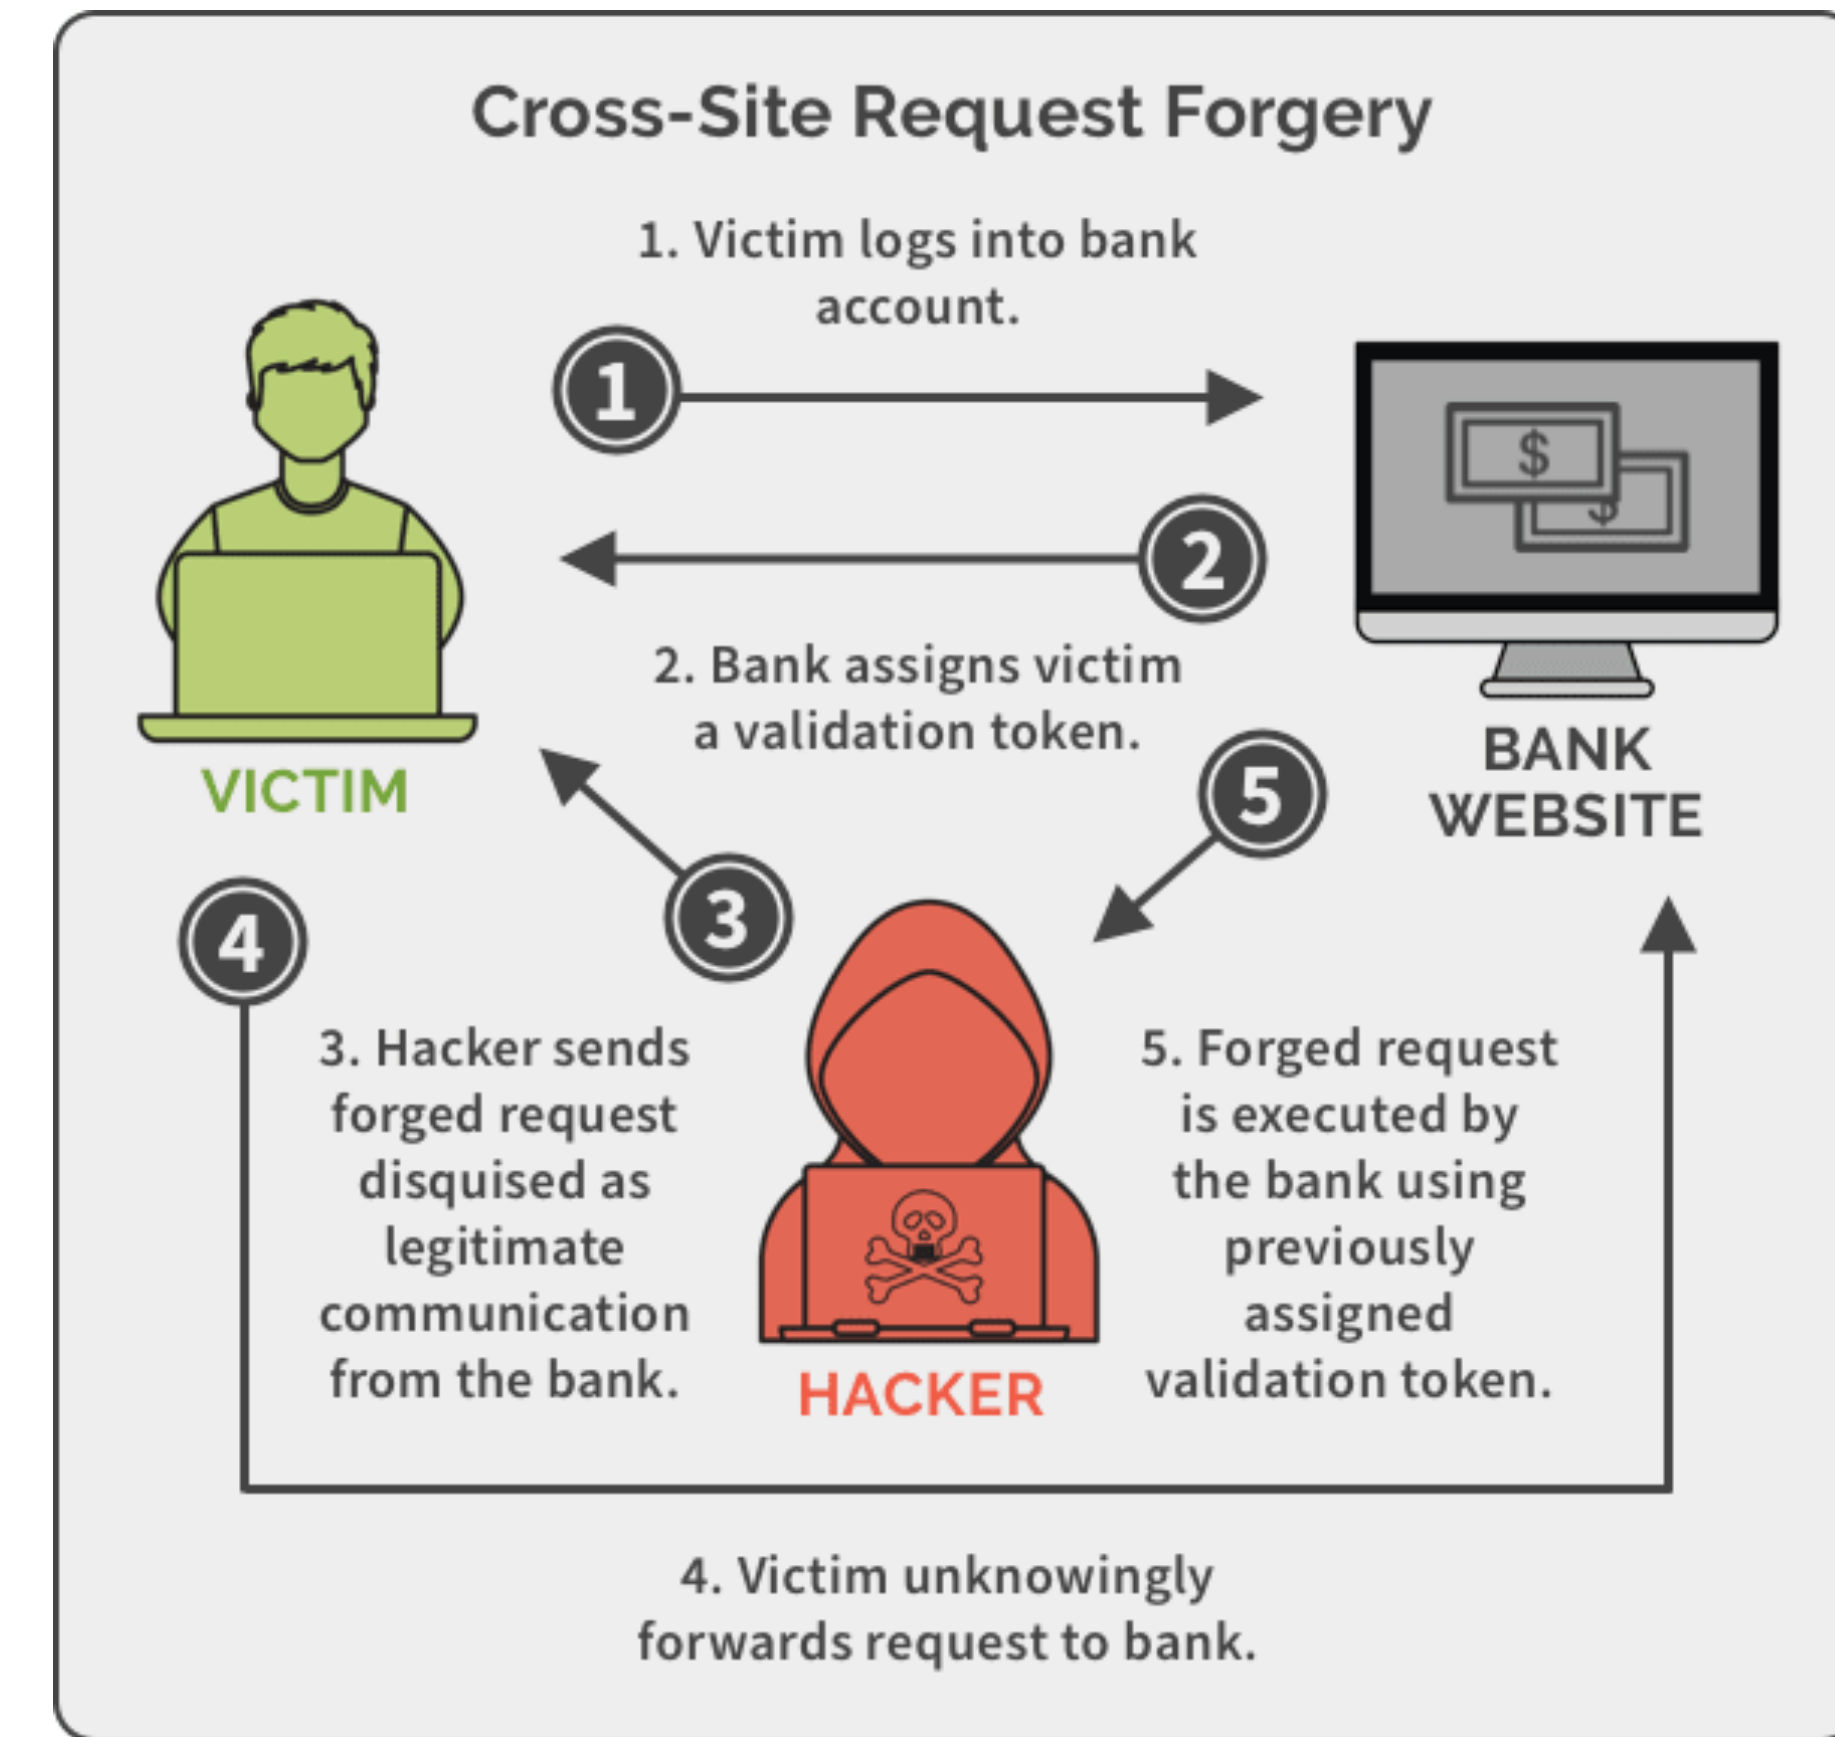 Cross-Site Request Forgery
1. Victim logs into bank
account.
1
$
$
2
2. Bank assigns victim
a validation token.
VICTIM
BANK
WEBSITE
5
3
4
3. Hacker sends
forged request
disquised as
legitimate
communication
from the bank.
5. Forged request
is executed by
the bank using
previously
assigned
validation token.
HACKER
4. Victim unknowingly
forwards request to bank.